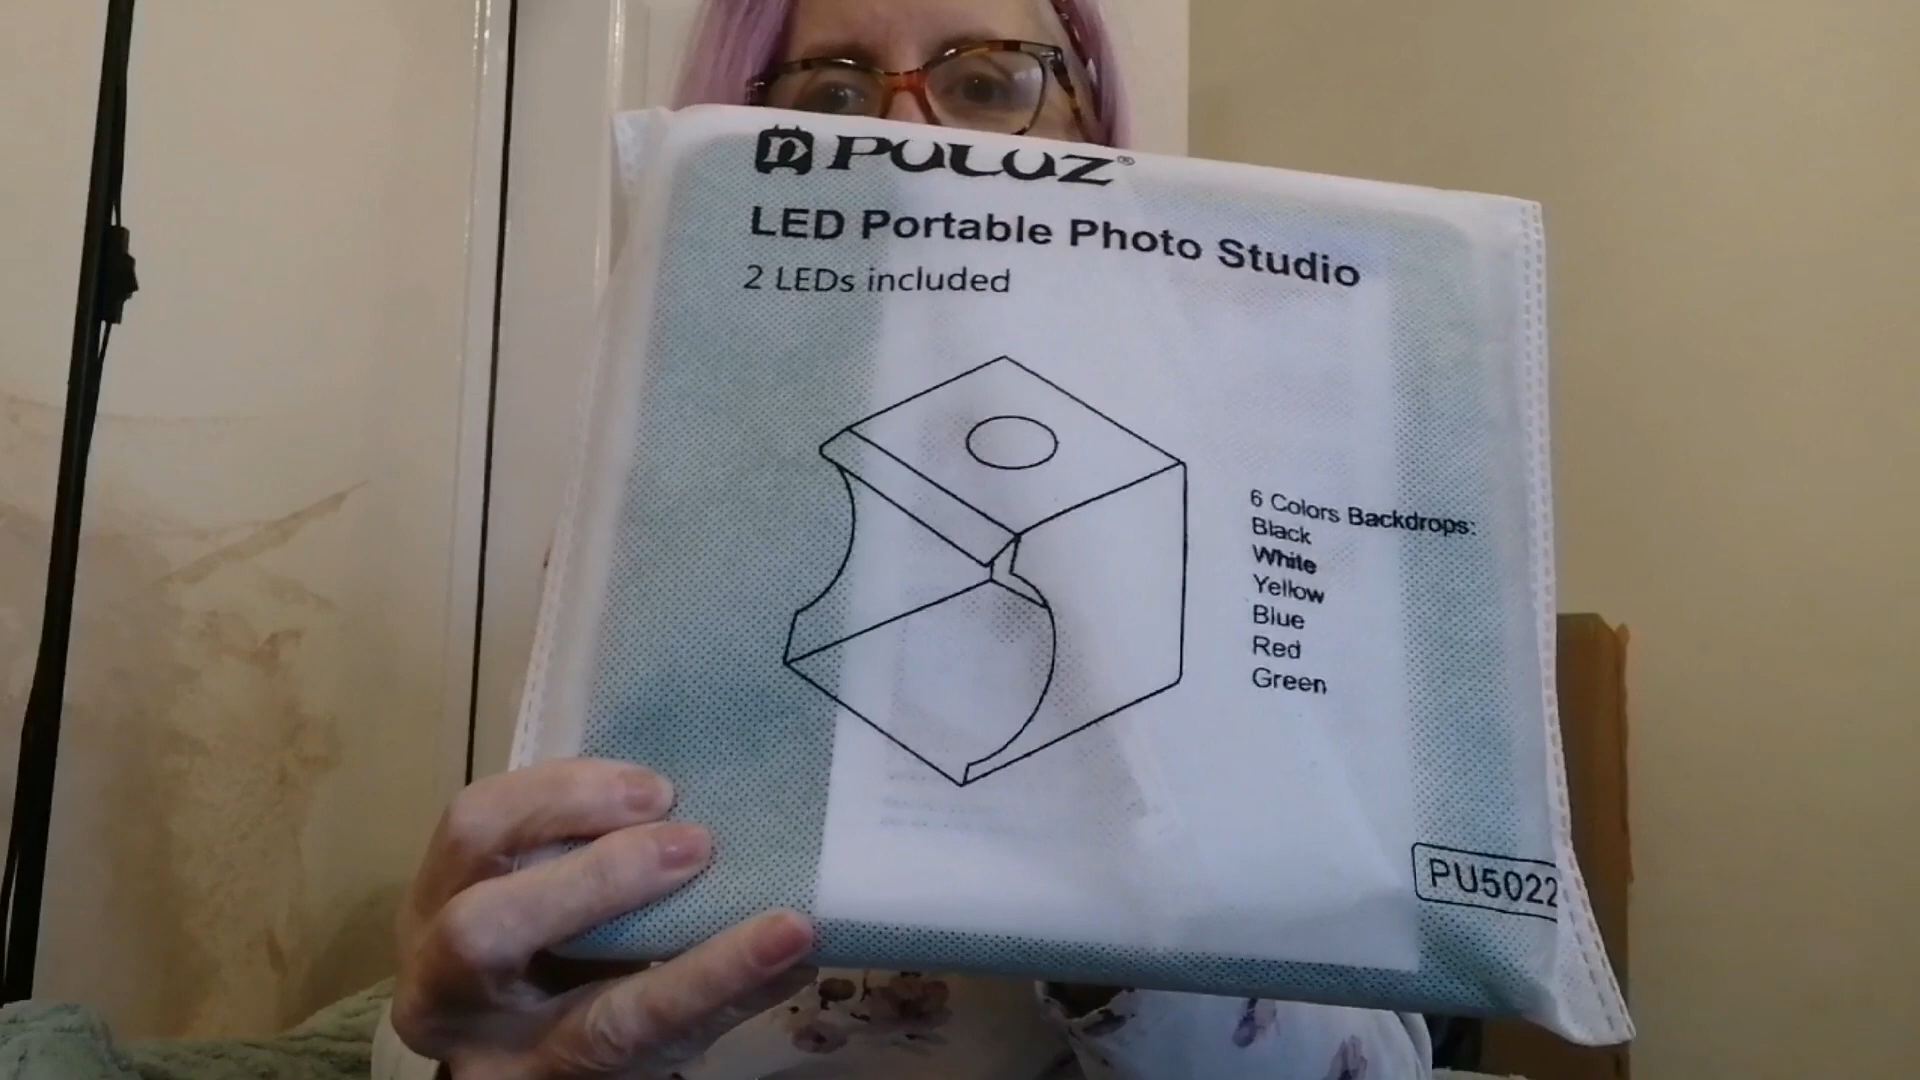 PULUZ®
LED Portable Photo Studio
2 LEDs included
6 Colors Backdrops:
Black
White
Yellow
Blue
Red
Green
PU5022